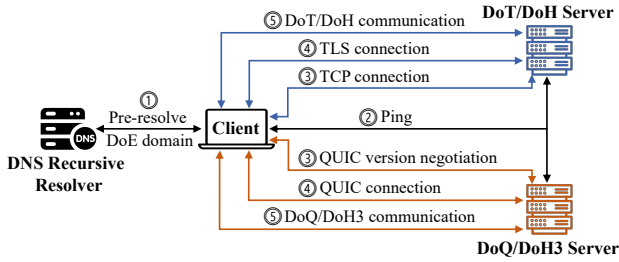 ⑤ DoT/DoH communication
DoT/DoH Server
④ TLS connection
③ TCP connection
①
Pre-resolve
DoE domain
DNS
Client
② Ping
DNS Recursive
Resolver
③ QUIC version negotiation
④ QUIC connection
⑤ DoQ/DoH3 communication
DoQ/DoH3 Server